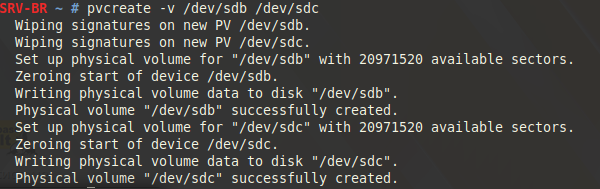 SRV-BR ~ # pvcreate -v /dev/sdb /dev/sdc
Wiping signatures on new PV /dev/sdb.
Wiping signatures on new PV /dev/sdc.
Set up physical volume for "/dev/sdb" with 20971520 available sectors.
Zeroing start of device /dev/sdb.
Writing physical volume data to disk "/dev/sdb".
Physical volume "/dev/sdb" successfully created.
Set up physical volume for "/dev/sdc" with 20971520 available sectors.
Zeroing start of device /dev/sdc.
Writing physical volume data to disk "/dev/sdc".
Physical volume "/dev/sdc" successfully created.